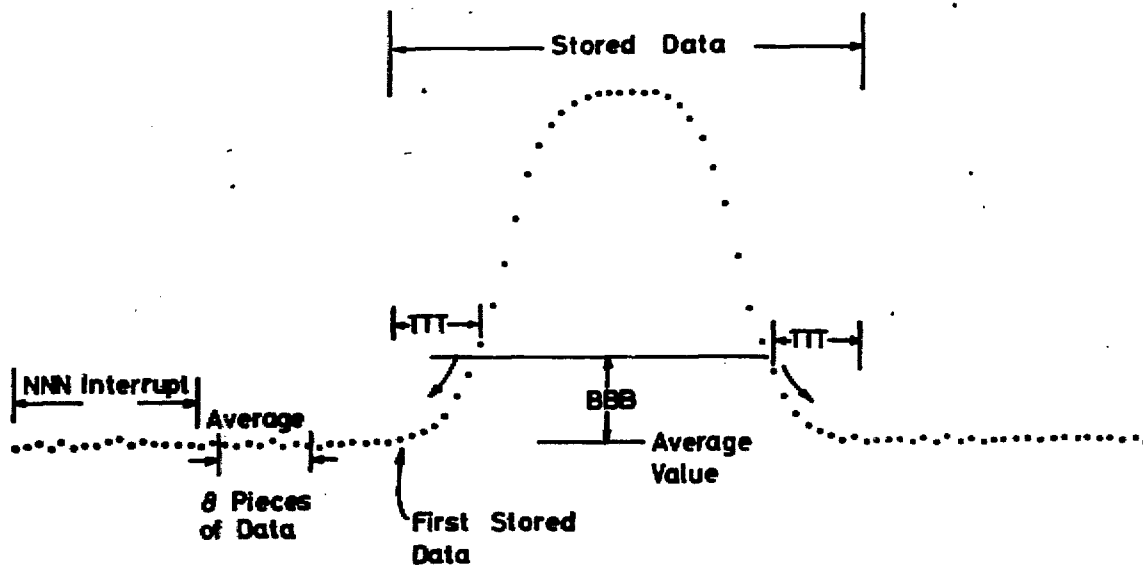 Stored Data
TTT
TTT
NNN Interrupt
BBB
Average
Average
Value
8 Pieces
of Data
First Stored
Data